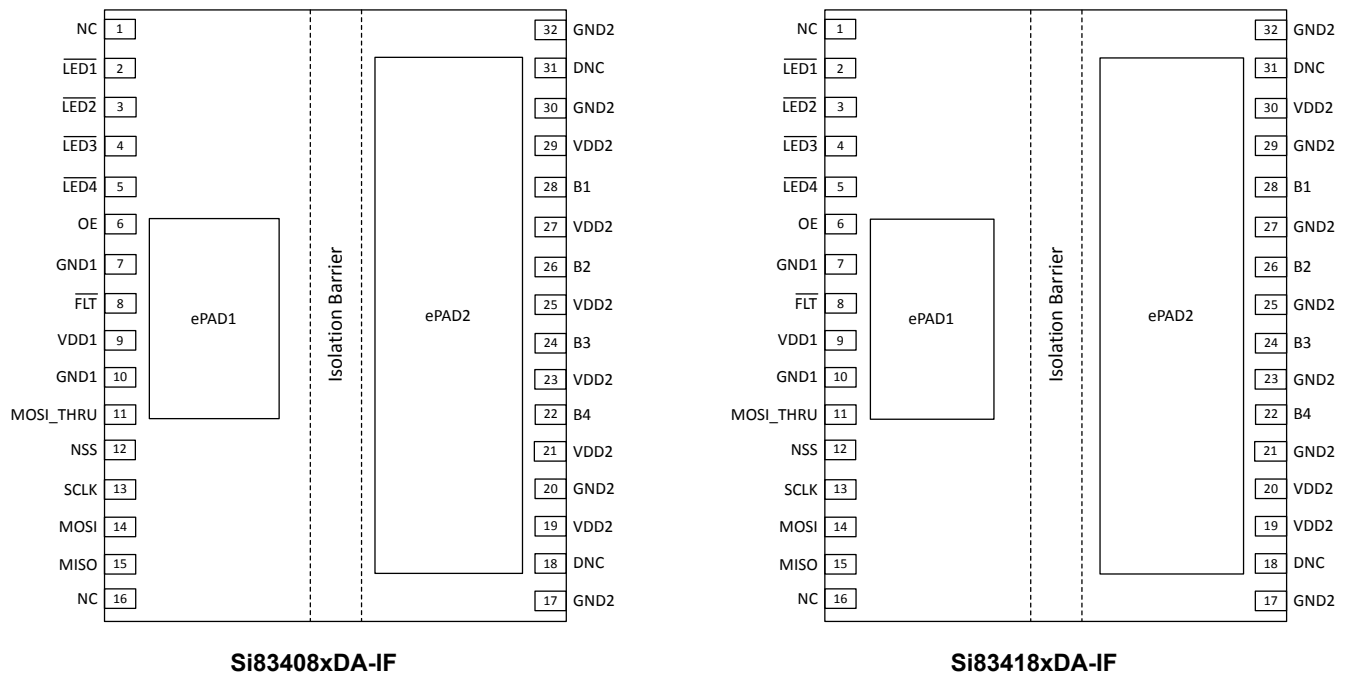 NC 1 32 GND2
LED1 2 31 DNC
LED2 3 30 GND2
LED3 4 29 VDD2
LED4 5 28 B1
OE 6 27 VDD2
GND1 7 26 B2
FLT 8 25 VDD2
VDD1 9 24 B3
GND1 10 23 VDD2
MOSI_THRU 11 22 B4
NSS 12 21 VDD2
SCLK 13 20 GND2
MOSI 14 19 VDD2
MISO 15 18 DNC
NC 16 17 GND2
ePAD1
Isolation Barrier
ePAD2
Si83408xDA-IF
NC 1 32 GND2
LED1 2 31 DNC
LED2 3 30 VDD2
LED3 4 29 GND2
LED4 5 28 B1
OE 6 27 GND2
GND1 7 26 B2
FLT 8 25 GND2
VDD1 9 24 B3
GND1 10 23 GND2
MOSI_THRU 11 22 B4
NSS 12 21 GND2
SCLK 13 20 VDD2
MOSI 14 19 VDD2
MISO 15 18 DNC
NC 16 17 GND2
ePAD1
Isolation Barrier
ePAD2
Si83418xDA-IF